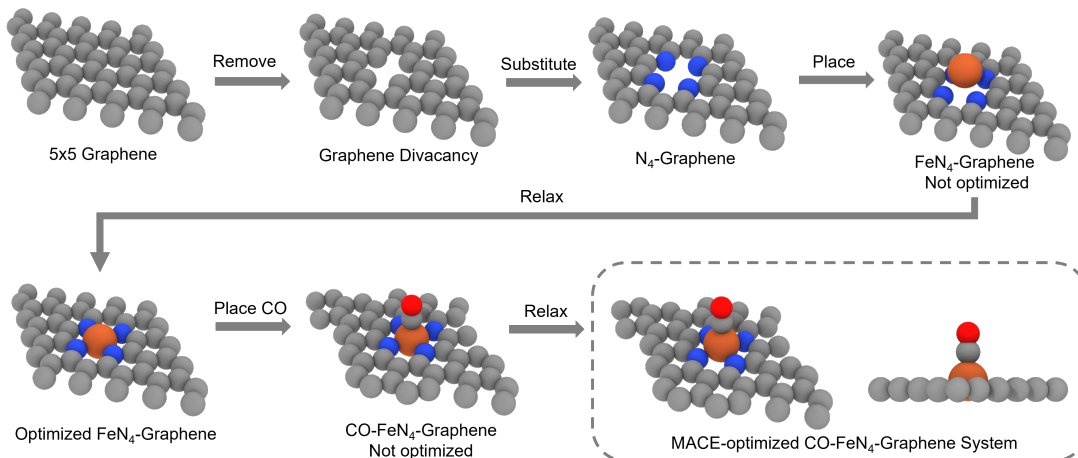 Remove
Substitute
Place
5x5 Graphene
Graphene Divacancy
N₄-Graphene
FeN₄-Graphene
Not optimized
Relax
Place CO
Relax
Optimized FeN₄-Graphene
CO-FeN₄-Graphene
Not optimized
MACE-optimized CO-FeN₄-Graphene System